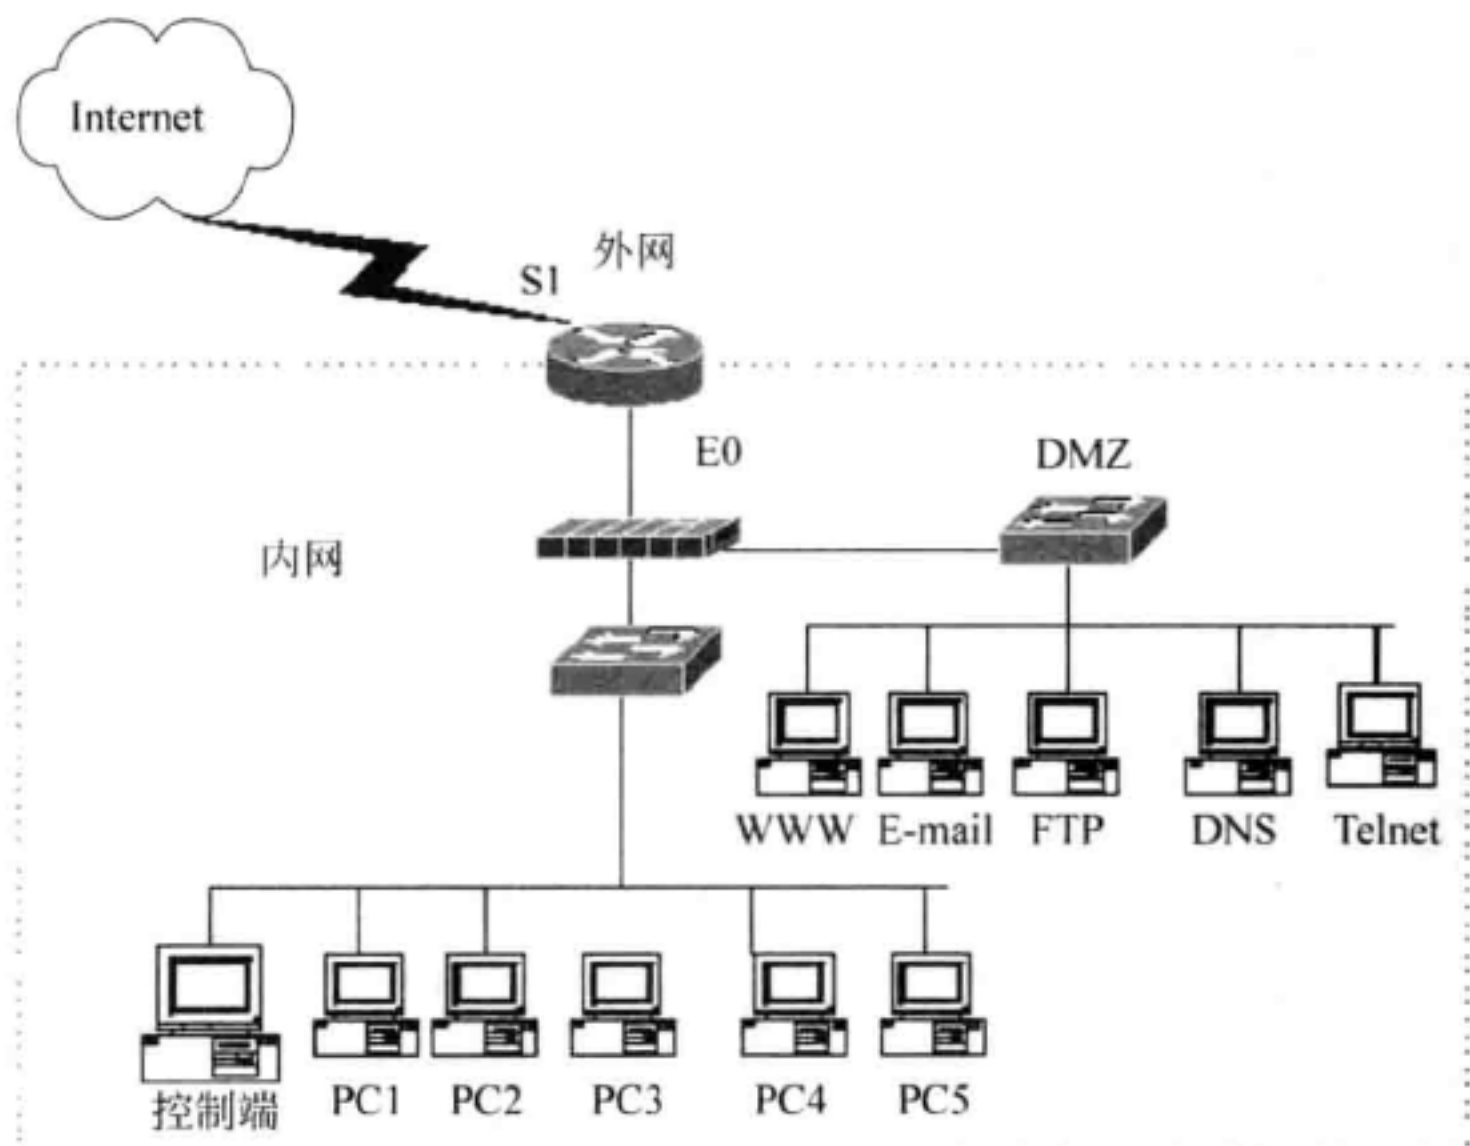 Internet
外网
S1
E0
DMZ
内网
WWW E-mail FTP DNS Telnet
控制端 PC1 PC2 PC3 PC4 PC5